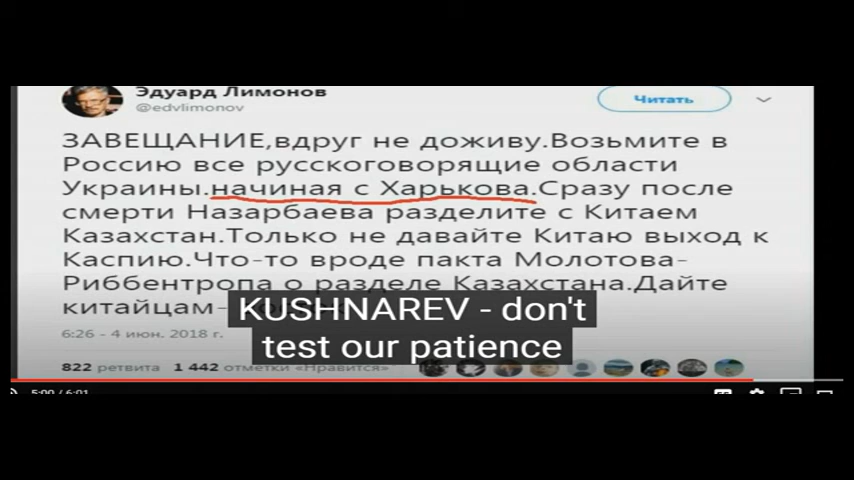 Эдуард Лимонов
@edvlimonov
Читать
ЗАВЕЩАНИЕ,вдруг не доживу.Возьмите в
Россию все русскоговорящие области
Украины.начиная с Харькова.Сразу после
смерти Назарбаева разделите с Китаем
Казахстан.Только не давайте Китаю выход к
Каспию.Что-то вроде пакта Молотова-
Риббентропа о разделе Казахстана.Дайте
китайцам-
KUSHNAREV - don't
test our patience
6:26 - 4 июн. 2018 г.
822 ретвита 1 442 отметки «Нравится»
5:00 / 6:01